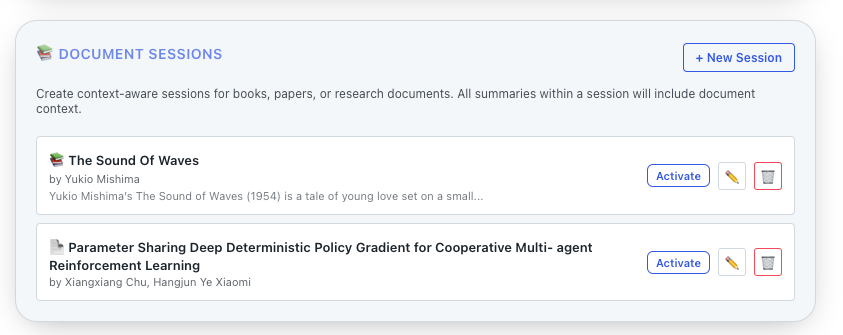 DOCUMENT SESSIONS
+ New Session
Create context-aware sessions for books, papers, or research documents. All summaries within a session will include document
context.
The Sound Of Waves
by Yukio Mishima
Yukio Mishima's The Sound of Waves (1954) is a tale of young love set on a small...
Activate
Parameter Sharing Deep Deterministic Policy Gradient for Cooperative Multi- agent
Reinforcement Learning
by Xiangxiang Chu, Hangjun Ye Xiaomi
Activate